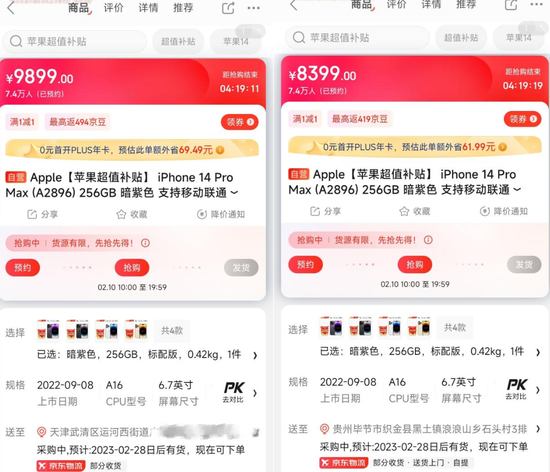 商品 评价 详情 推荐
苹果超值补贴
超值补贴
苹果14
¥9899.00
7.4万人（已预约）
距抢购结束
04:19:11
满1减1
最高返494京豆
领券
0元首开PLUS年卡，预估此单额外省69.49元
自营 Apple【苹果超值补贴】 iPhone 14 Pro
Max (A2896) 256GB 暗紫色 支持移动联通
分享
收藏
降价通知
抢购中 | 货源有限，先抢先得！
预约
抢购
发货
02.10 10:00 至 19:59
选择
共4款
已选：暗紫色，256GB，标配版，0.42kg，1件
规格
2022-09-08
A16
6.7英寸
PK
上市日期
CPU型号
屏幕尺寸
去对比
送至
天津武清区运河西街道
采购中,预计:2023-02-28日后有货，现在可下单
京东物流 部分收货
商品 评价 详情 推荐
苹果超值补贴
超值补贴
苹果14
¥8399.00
7.4万人（已预约）
距抢购结束
04:19:19
满1减1
最高返419京豆
领券
0元首开PLUS年卡，预估此单额外省61.99元
自营 Apple【苹果超值补贴】 iPhone 14 Pro
Max (A2896) 256GB 暗紫色 支持移动联通
分享
收藏
降价通知
抢购中 | 货源有限，先抢先得！
预约
抢购
发货
02.10 10:00 至 19:59
选择
共4款
已选：暗紫色，256GB，标配版，0.42kg，1件
规格
2022-09-08
A16
6.7英寸
PK
上市日期
CPU型号
屏幕尺寸
去对比
送至
贵州毕节市织金县黑土镇浪浪山乡石头村3排
采购中,预计:2023-02-28日后有货，现在可下单
京东物流 部分收货·送货上门·自提